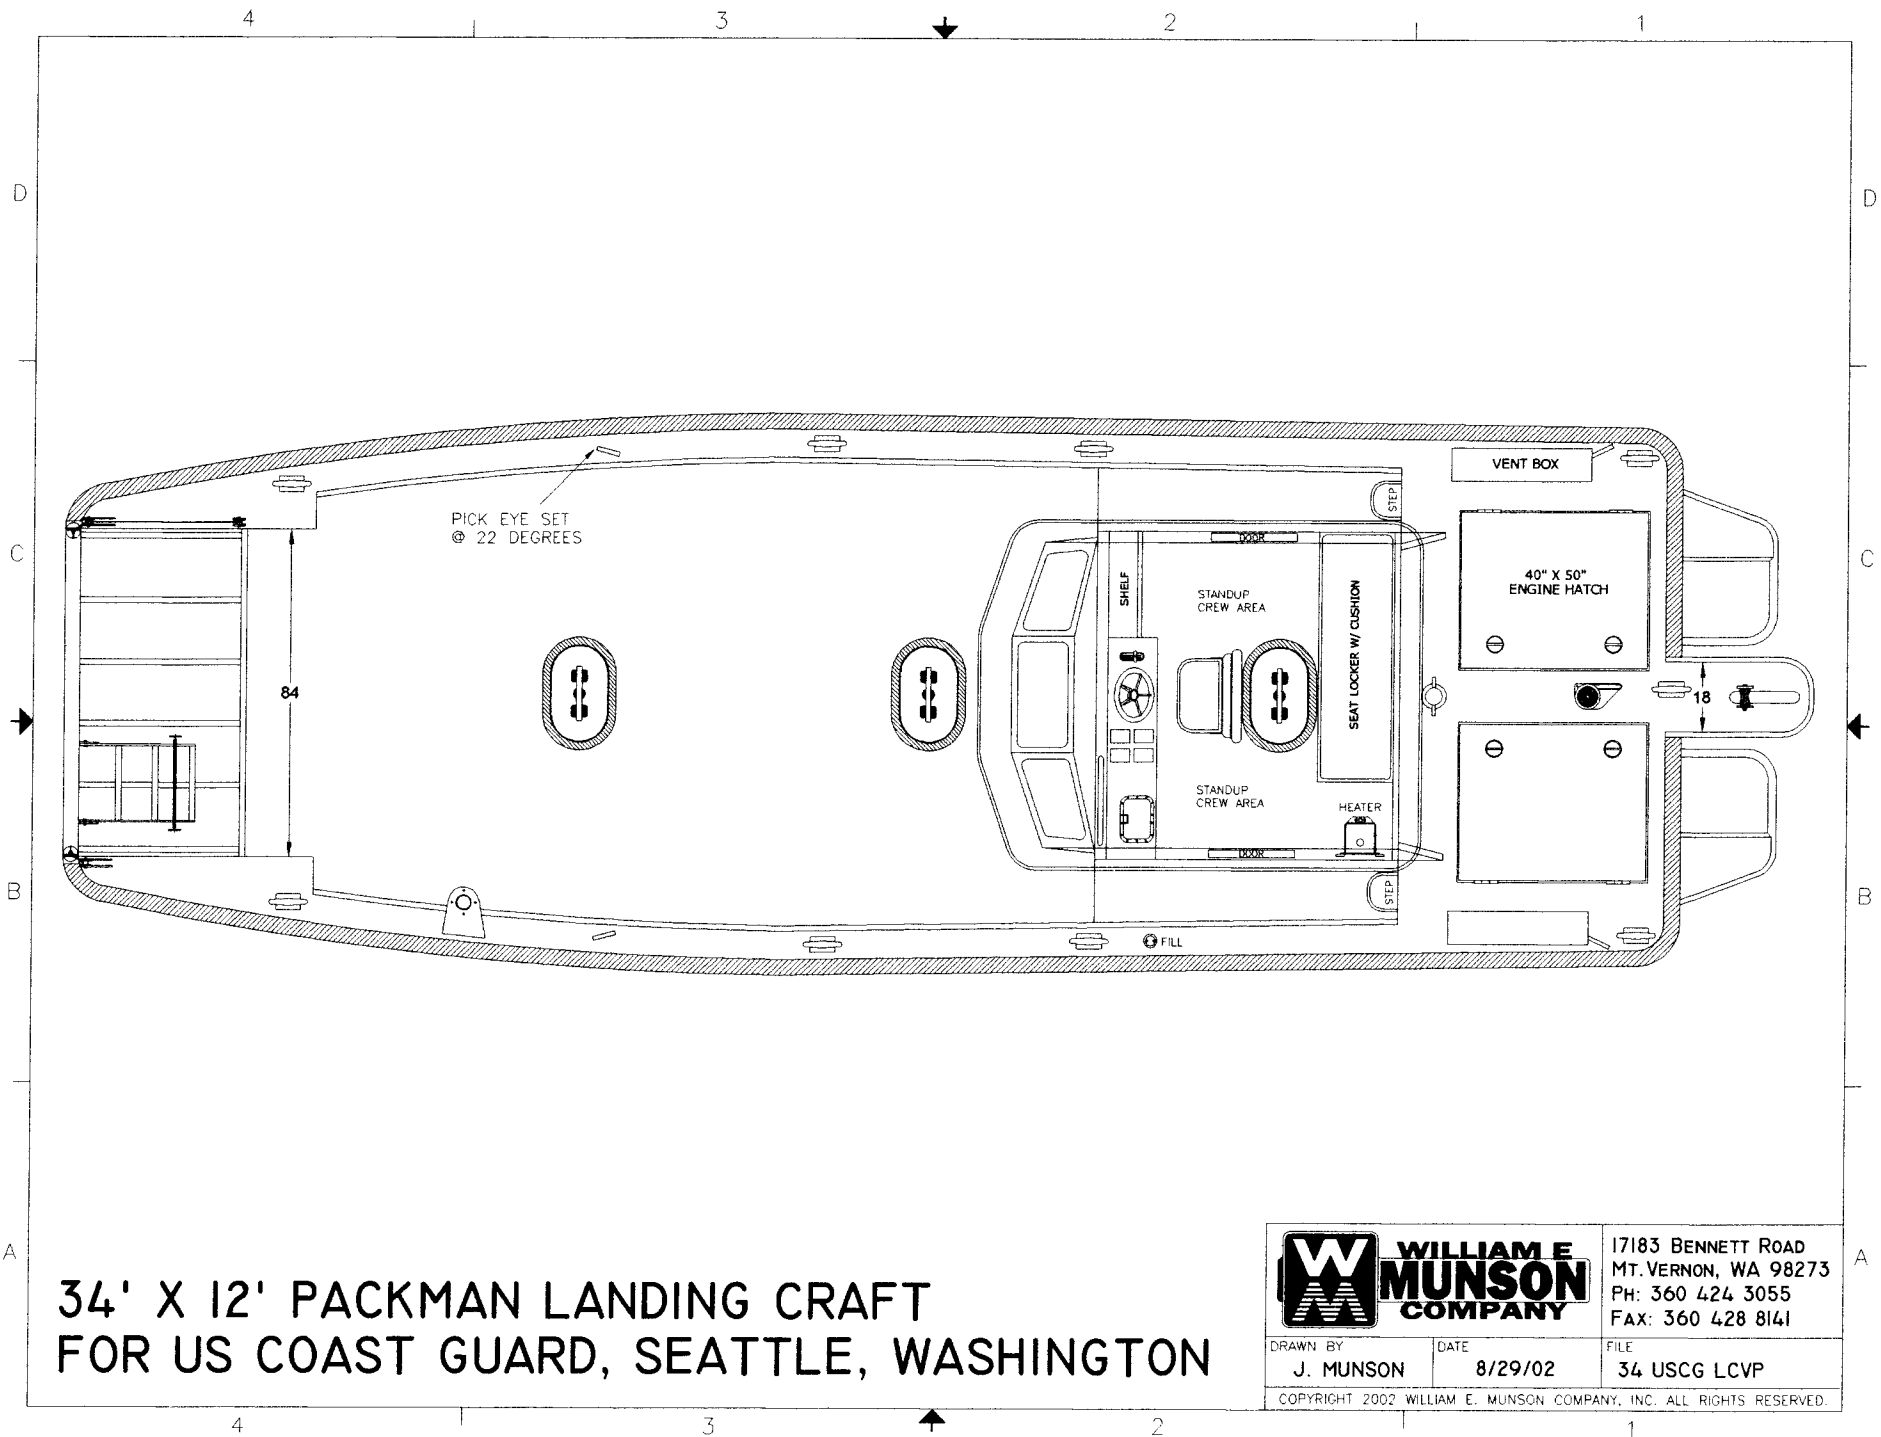 4 3 2 1
D D
VENT BOX
STEP
PICK EYE SET
@ 22 DEGREES
C C
DOOR
40" X 50"
ENGINE HATCH
SHELF
STANDUP
CREW AREA
SEAT LOCKER W/ CUSHION
84
18
STANDUP
CREW AREA
HEATER
DOOR
STEP
B B
FILL
A A
34' X 12' PACKMAN LANDING CRAFT
FOR US COAST GUARD, SEATTLE, WASHINGTON
WILLIAM E
MUNSON
COMPANY
17183 BENNETT ROAD
MT. VERNON, WA 98273
PH: 360 424 3055
FAX: 360 428 8141
DRAWN BY
J. MUNSON
DATE
8/29/02
FILE
34 USCG LCVP
COPYRIGHT 2002 WILLIAM E. MUNSON COMPANY, INC. ALL RIGHTS RESERVED.
4 3 2 1